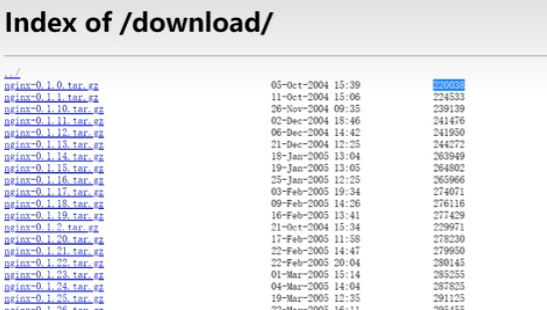 Index of /download/
../
nginx-0.1.0.tar.gz 05-Oct-2004 15:39 220038
nginx-0.1.1.tar.gz 11-Oct-2004 15:06 224533
nginx-0.1.10.tar.gz 26-Nov-2004 09:35 239139
nginx-0.1.11.tar.gz 02-Dec-2004 18:46 241476
nginx-0.1.12.tar.gz 06-Dec-2004 14:42 241950
nginx-0.1.13.tar.gz 21-Dec-2004 12:25 244272
nginx-0.1.14.tar.gz 18-Jan-2005 13:04 263949
nginx-0.1.15.tar.gz 19-Jan-2005 13:05 264802
nginx-0.1.16.tar.gz 25-Jan-2005 12:25 265966
nginx-0.1.17.tar.gz 03-Feb-2005 19:34 274071
nginx-0.1.18.tar.gz 09-Feb-2005 14:26 276116
nginx-0.1.19.tar.gz 16-Feb-2005 13:41 277429
nginx-0.1.2.tar.gz 21-Oct-2004 15:34 229971
nginx-0.1.20.tar.gz 17-Feb-2005 11:58 278230
nginx-0.1.21.tar.gz 22-Feb-2005 14:47 279950
nginx-0.1.22.tar.gz 22-Feb-2005 20:04 280145
nginx-0.1.23.tar.gz 01-Mar-2005 15:14 285255
nginx-0.1.24.tar.gz 04-Mar-2005 14:04 287825
nginx-0.1.25.tar.gz 19-Mar-2005 12:35 291125